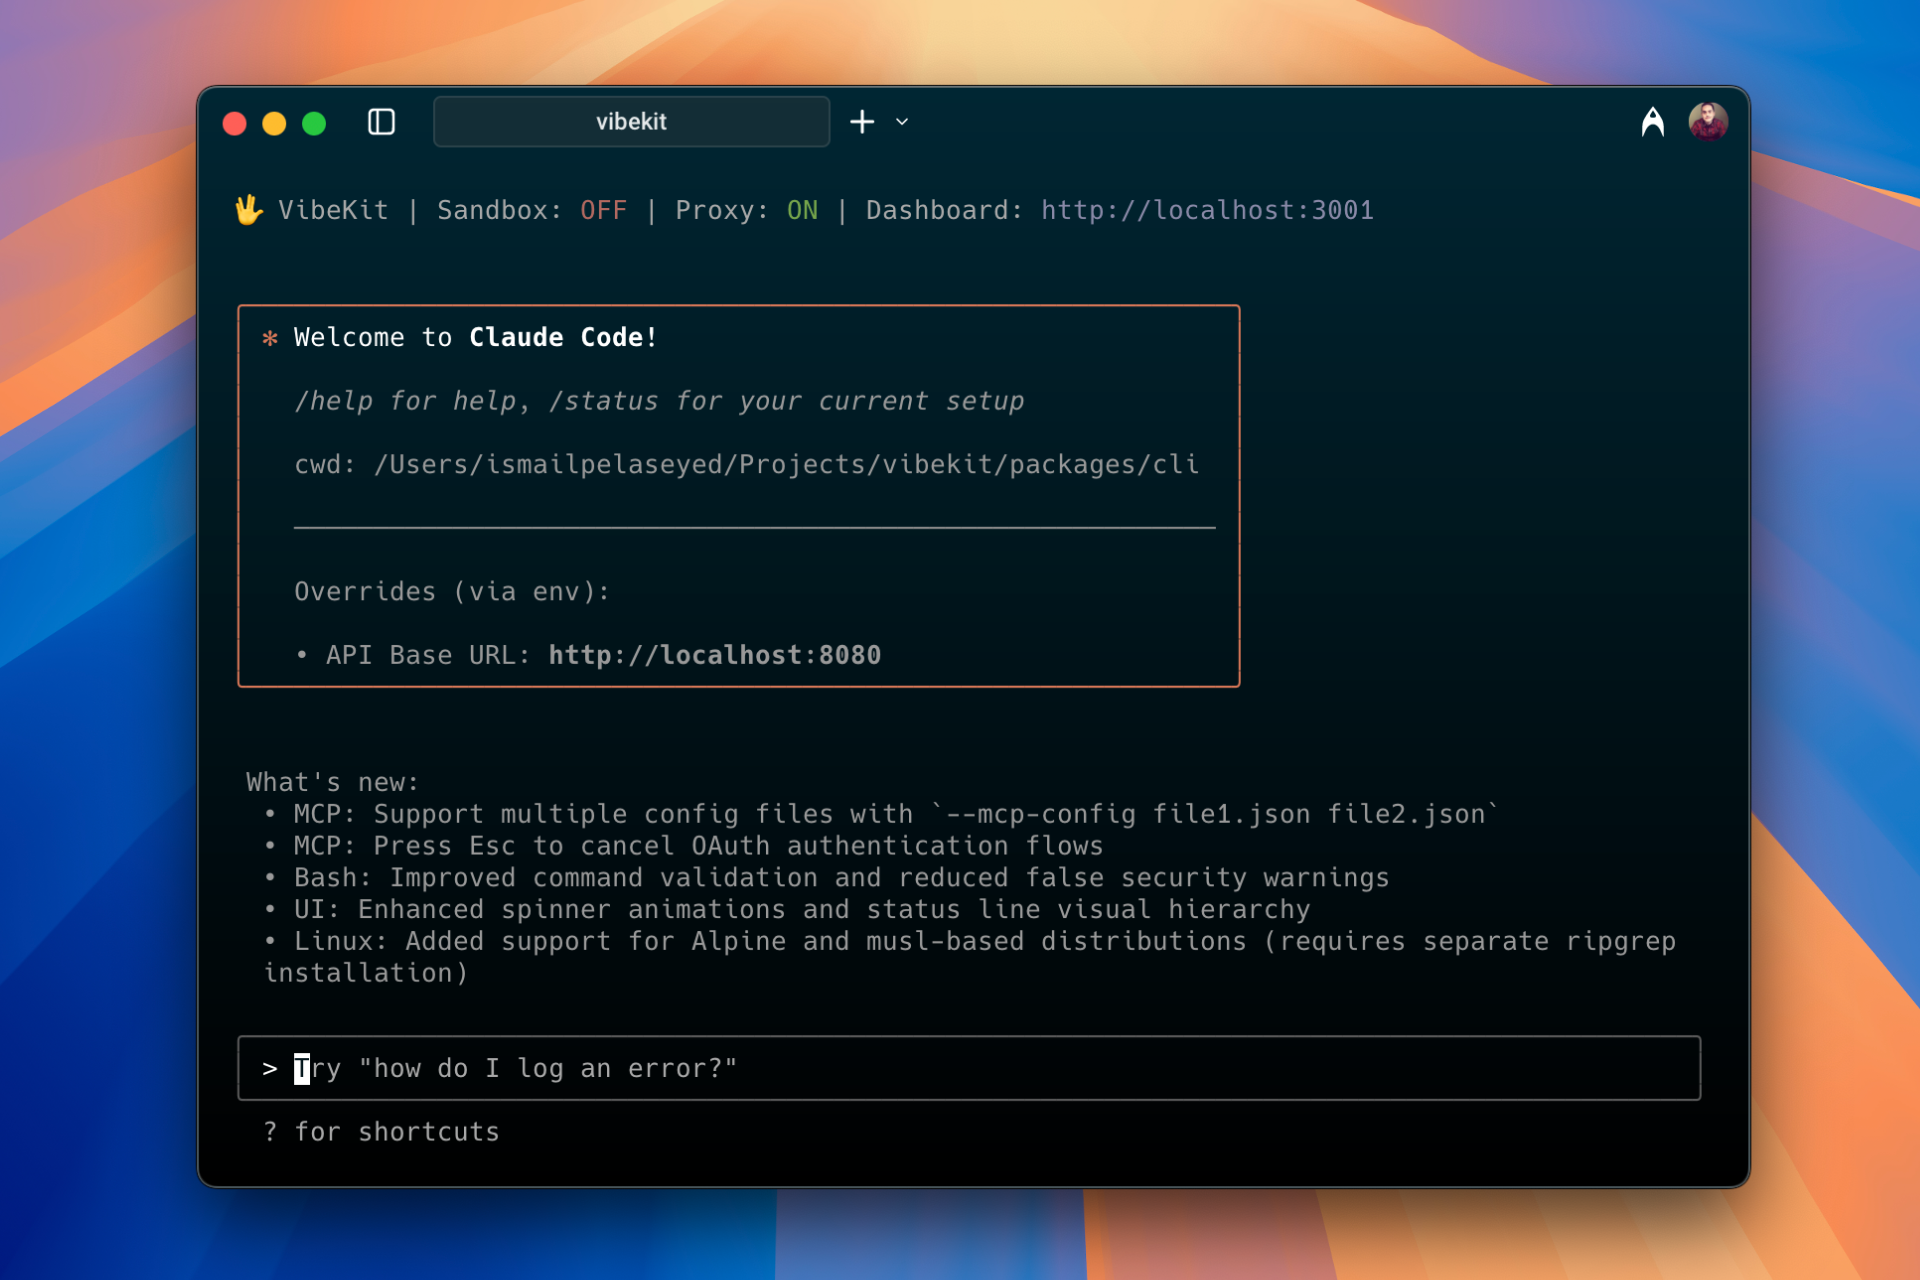 vibekit
🖖 VibeKit | Sandbox: OFF | Proxy: ON | Dashboard: http://localhost:3001
✻ Welcome to Claude Code!
/help for help, /status for your current setup
cwd: /Users/ismailpelaseyed/Projects/vibekit/packages/cli
Overrides (via env):
• API Base URL: http://localhost:8080
What's new:
• MCP: Support multiple config files with `--mcp-config file1.json file2.json`
• MCP: Press Esc to cancel OAuth authentication flows
• Bash: Improved command validation and reduced false security warnings
• UI: Enhanced spinner animations and status line visual hierarchy
• Linux: Added support for Alpine and musl-based distributions (requires separate ripgrep
installation)
> Try "how do I log an error?"
? for shortcuts